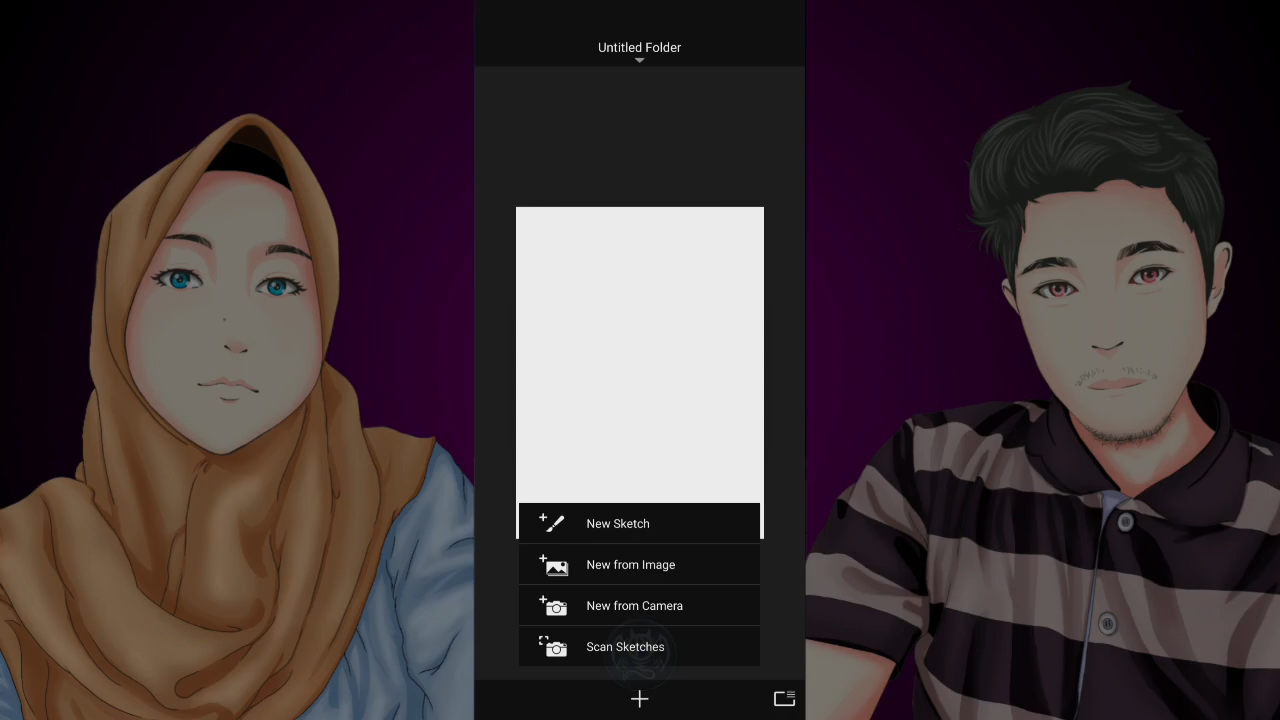 Untitled Folder
New Sketch
New from Image
New from Camera
Scan Sketches